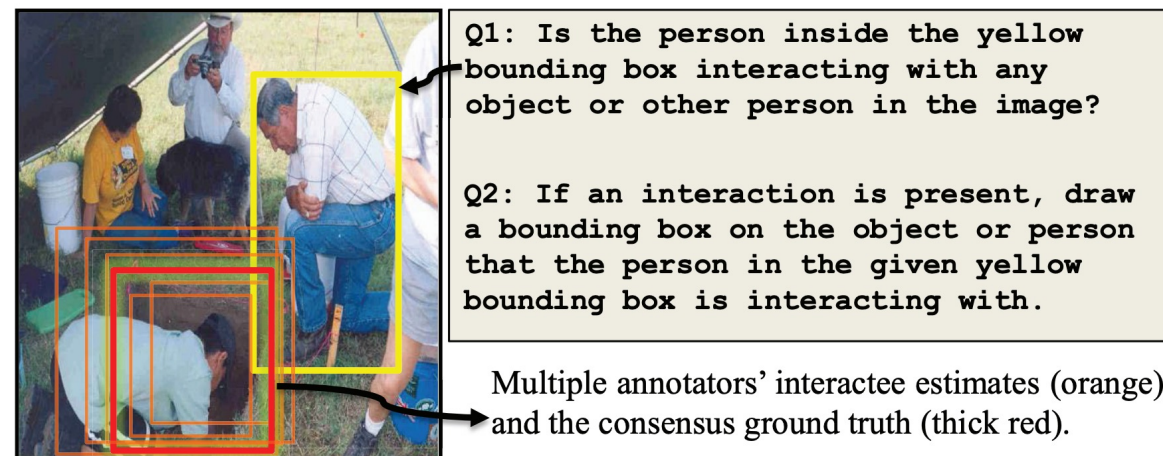 Q1: Is the person inside the yellow
bounding box interacting with any
object or other person in the image?
Q2: If an interaction is present, draw
a bounding box on the object or person
that the person in the given yellow
bounding box is interacting with.
Multiple annotators’ interactee estimates (orange)
and the consensus ground truth (thick red).